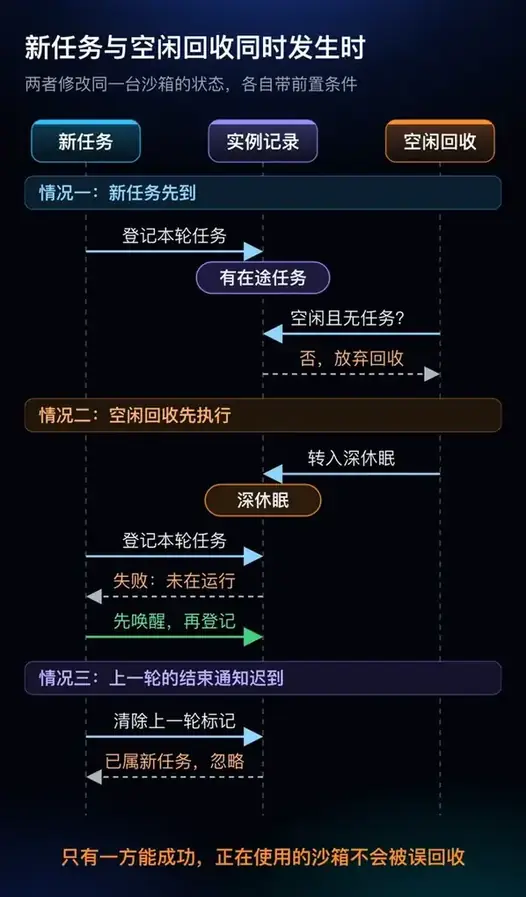 新任务与空闲回收同时发生时
两者修改同一台沙箱的状态，各自带前置条件
新任务 实例记录 空闲回收
情况一：新任务先到
登记本轮任务
有在途任务
空闲且无任务？
否，放弃回收
情况二：空闲回收先执行
转入深休眠
深休眠
登记本轮任务
失败：未在运行
先唤醒，再登记
情况三：上一轮的结束通知迟到
清除上一轮标记
已属新任务，忽略
只有一方能成功，正在使用的沙箱不会被误回收